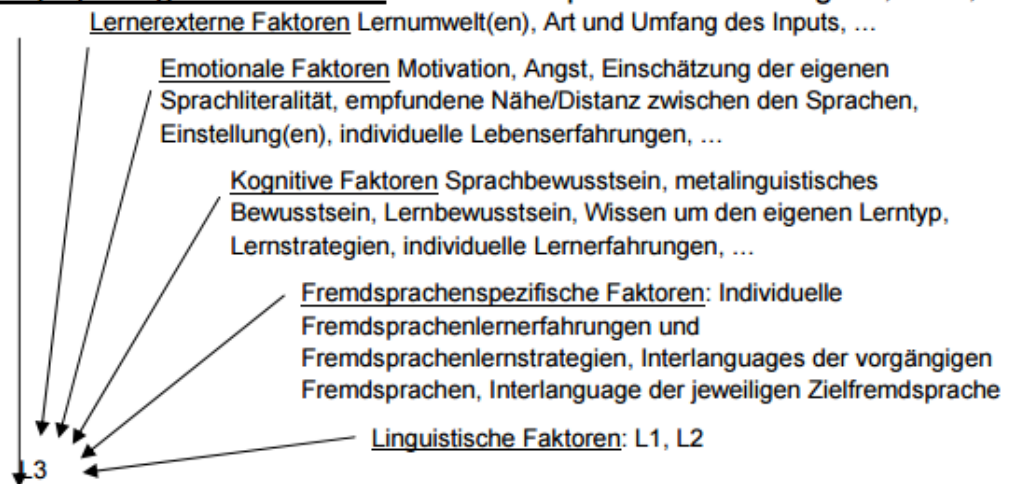 Lernerexterne Faktoren Lernumwelt(en), Art und Umfang des Inputs, …
Emotionale Faktoren Motivation, Angst, Einschätzung der eigenen
Sprachliteralität, empfundene Nähe/Distanz zwischen den Sprachen,
Einstellung(en), individuelle Lebenserfahrungen, …
Kognitive Faktoren Sprachbewusstsein, metalinguistisches
Bewusstsein, Lernbewusstsein, Wissen um den eigenen Lerntyp,
Lernstrategien, individuelle Lernerfahrungen, …
Fremdsprachenspezifische Faktoren: Individuelle
Fremdsprachenlernerfahrungen und
Fremdsprachenlernstrategien, Interlanguages der vorgängigen
Fremdsprachen, Interlanguage der jeweiligen Zielfremdsprache
Linguistische Faktoren: L1, L2
L3